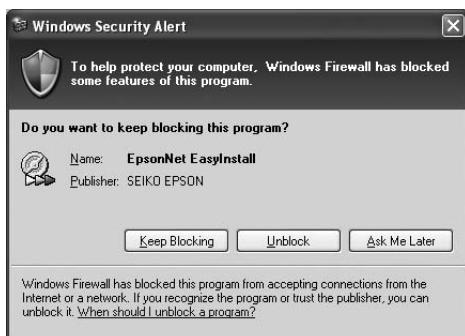 Windows Security Alert
To help protect your computer, Windows Firewall has blocked
some features of this program.
Do you want to keep blocking this program?
Name: EpsonNet EasyInstall
Publisher: SEIKO EPSON
Keep Blocking Unblock Ask Me Later
Windows Firewall has blocked this program from accepting connections from the
Internet or a network. If you recognize the program or trust the publisher, you can
unblock it. When should I unblock a program?